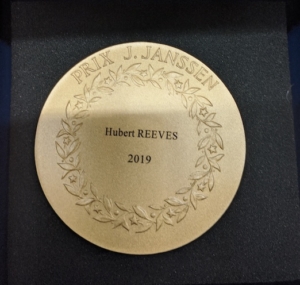 PRIX J. JANSSEN
Hubert REEVES
2019